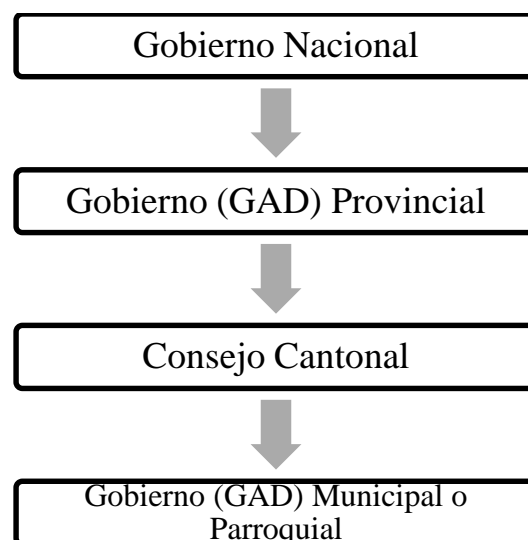 Gobierno Nacional
Gobierno (GAD) Provincial
Consejo Cantonal
Gobierno (GAD) Municipal o
Parroquial